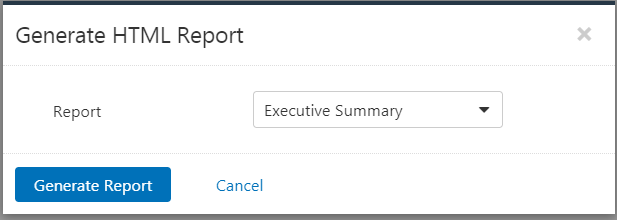 Generate HTML Report
Report
Executive Summary
Generate Report
Cancel